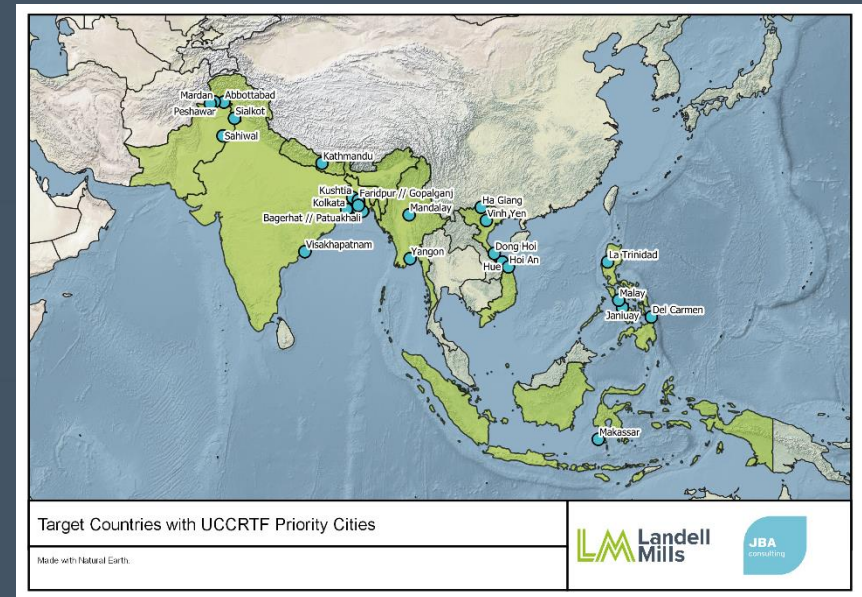 Mardan
Abbottabad
Peshawar
Sialkot
Sahiwal
Kathmandu
Kushtia
Faridpur // Gopalganj
Kolkata
Bagerhat // Patuakhali
Mandalay
Ha Giang
Vinh Yen
Visakhapatnam
Yangon
Dong Hoi
Hue
Hoi An
La Trinidad
Malay
Janiuay
Del Carmen
Makassar
Target Countries with UCCRTF Priority Cities
Made with Natural Earth.
LM Landell
Mills
JBA
consulting